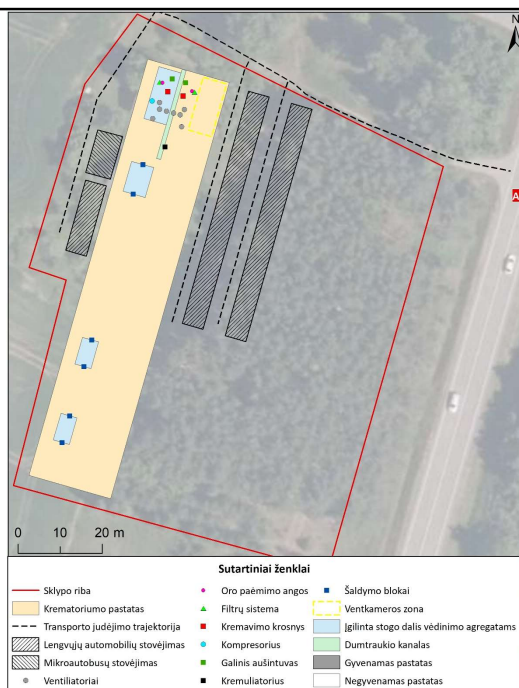 N
A
0 10 20 m
Sutartiniai ženklai
Sklypo riba
Krematoriumo pastatas
Transporto judėjimo trajektorija
Lengvųjų automobilių stovėjimas
Mikroautobusų stovėjimas
Ventiliatoriai
Oro paėmimo angos
Filtrų sistema
Kremavimo krosnys
Kompresorius
Galinis aušintuvas
Kremuliatorius
Šaldymo blokai
Ventkameros zona
Įgilinta stogo dalis vėdinimo agregatams
Dumtraukio kanalas
Gyvenamas pastatas
Negyvenamas pastatas